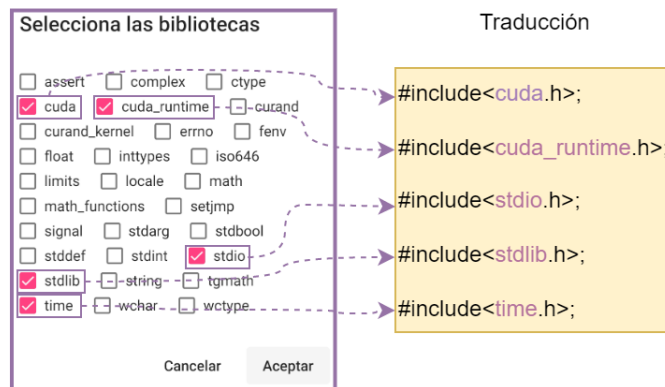 Selecciona las bibliotecas
Traducción
assert complex ctype
cuda cuda_runtime curand
curand_kernel errno fenv
float inttypes iso646
limits locale math
math_functions setjmp
signal stdarg stdbool
stddef stdint stdio
stdlib string tgmath
time wchar wctype
Cancelar Aceptar
#include<cuda.h>;
#include<cuda_runtime.h>;
#include<stdio.h>;
#include<stdlib.h>;
#include<time.h>;